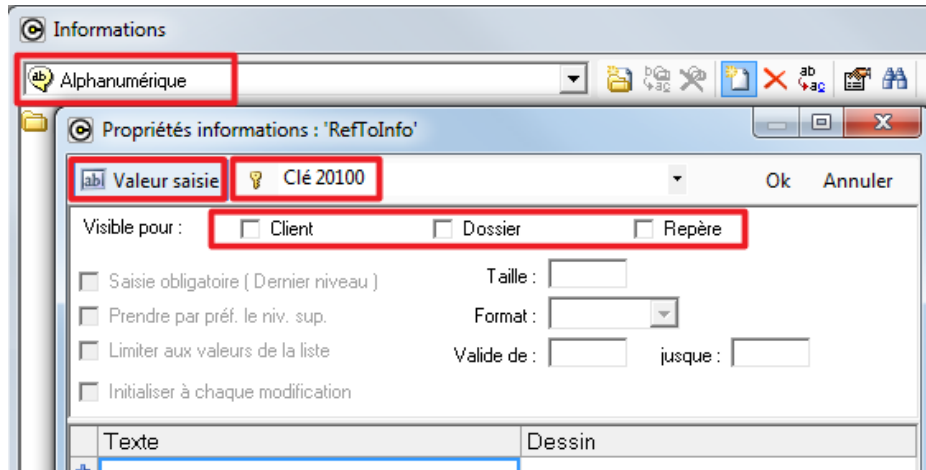 Informations
Alphanumérique
Propriétés informations : 'RefToInfo'
Valeur saisie Clé 20100 Ok Annuler
Visible pour : Client Dossier Repère
Saisie obligatoire ( Dernier niveau ) Taille :
Prendre par préf. le niv. sup. Format :
Limiter aux valeurs de la liste Valide de : jusque :
Initialiser à chaque modification
Texte Dessin